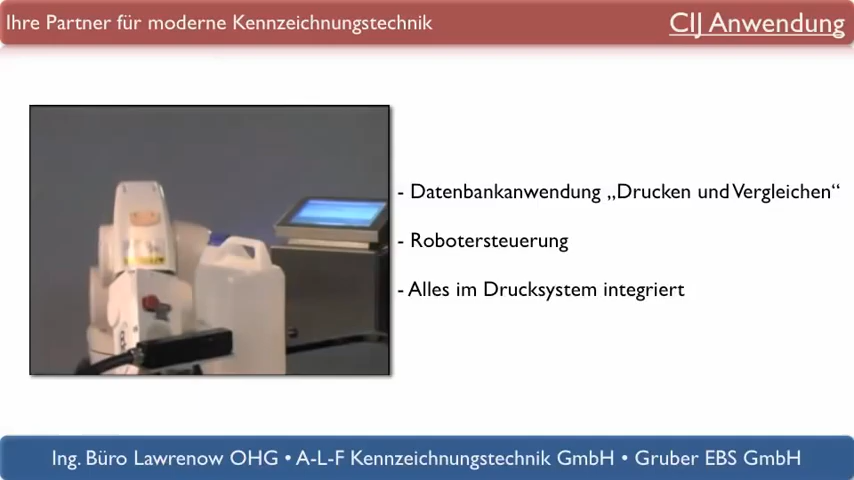 Ihre Partner für moderne Kennzeichnungstechnik
CIJ Anwendung
- Datenbankanwendung „Drucken und Vergleichen“
- Robotersteuerung
- Alles im Drucksystem integriert
Ing. Büro Lawrenow OHG • A-L-F Kennzeichnungstechnik GmbH • Gruber EBS GmbH